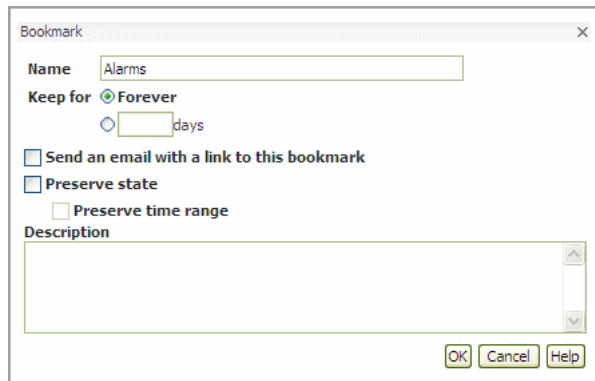 Bookmark
Name Alarms
Keep for Forever
days
Send an email with a link to this bookmark
Preserve state
Preserve time range
Description
OK Cancel Help